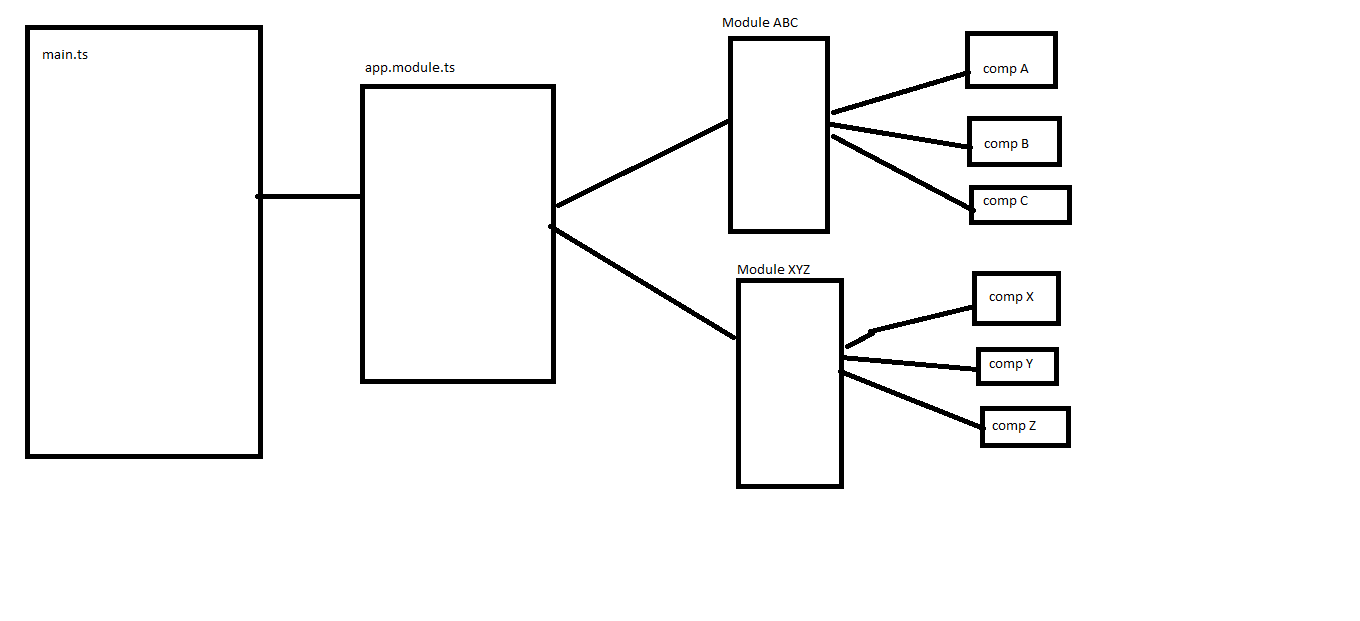 main.ts
app.module.ts
Module ABC
comp A
comp B
comp C
Module XYZ
comp X
comp Y
comp Z